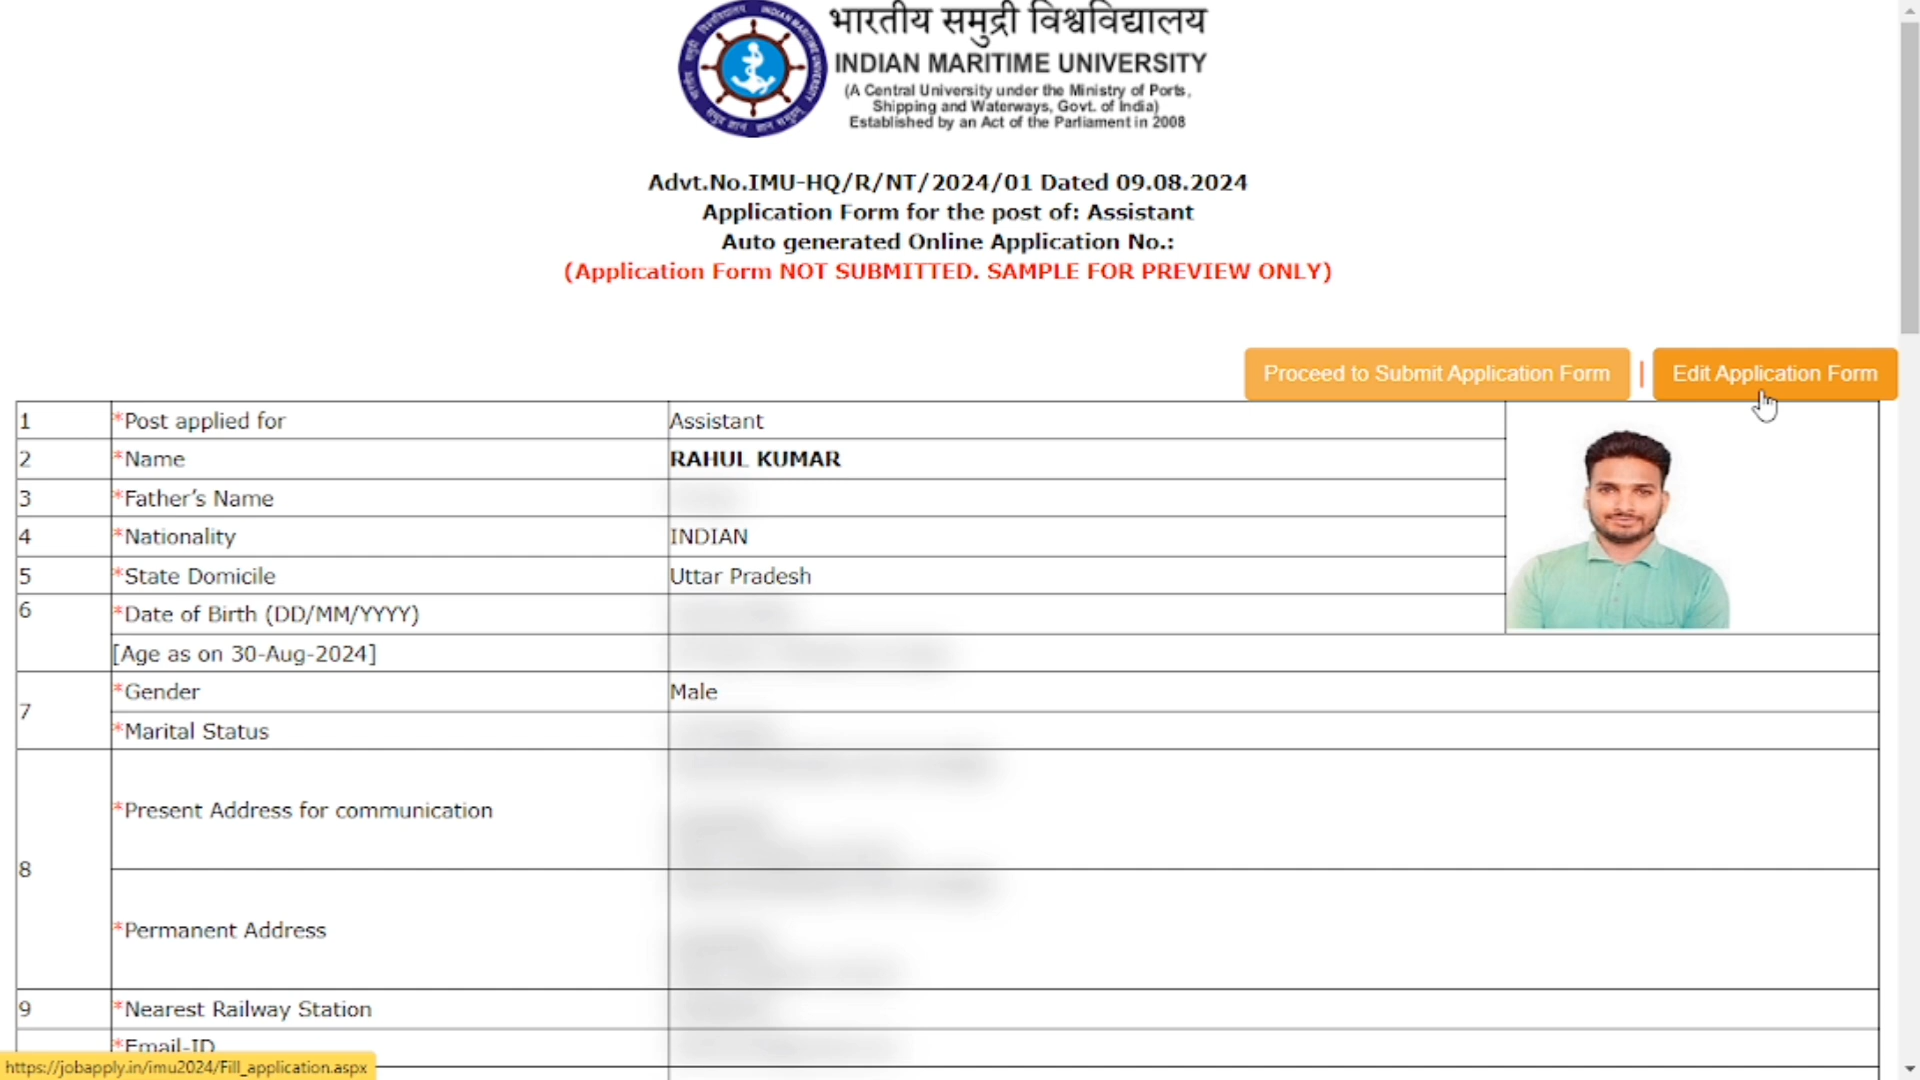 भारतीय समुद्री विश्वविद्यालय
INDIAN MARITIME UNIVERSITY
(A Central University under the Ministry of Ports,
Shipping and Waterways, Govt. of India)
Established by an Act of the Parliament in 2008
Advt.No.IMU-HQ/R/NT/2024/01 Dated 09.08.2024
Application Form for the post of: Assistant
Auto generated Online Application No.:
(Application Form NOT SUBMITTED. SAMPLE FOR PREVIEW ONLY)
Proceed to Submit Application Form | Edit Application Form
1 *Post applied for Assistant
2 *Name RAHUL KUMAR
3 *Father's Name
4 *Nationality INDIAN
5 *State Domicile Uttar Pradesh
6 *Date of Birth (DD/MM/YYYY)
[Age as on 30-Aug-2024]
7 *Gender Male
*Marital Status
8 *Present Address for communication
*Permanent Address
9 *Nearest Railway Station
*Email-ID
https://jobapply.in/imu2024/Fill_application.aspx